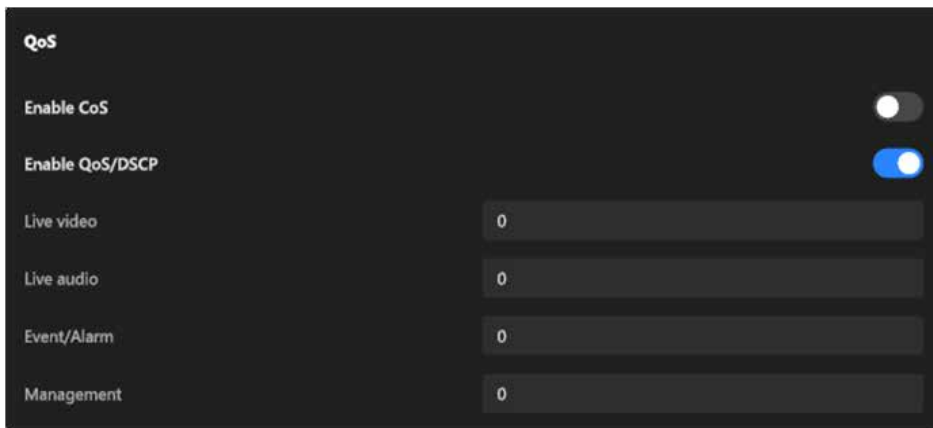 QoS
Enable CoS
Enable QoS/DSCP
Live video 0
Live audio 0
Event/Alarm 0
Management 0